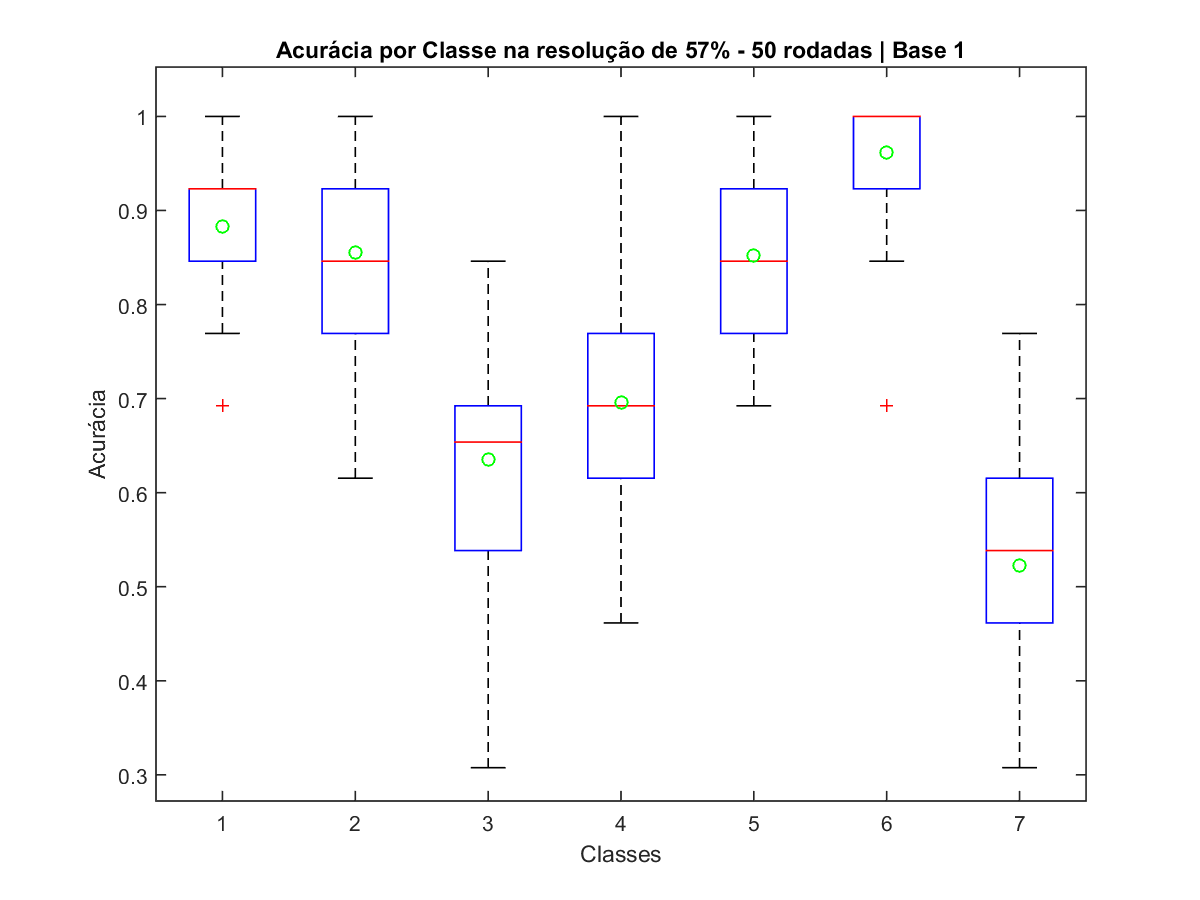 Acurácia por Classe na resolução de 57% - 50 rodadas | Base 1
1
0.9
0.8
0.7
0.6
0.5
0.4
0.3
Acurácia
1 2 3 4 5 6 7
Classes